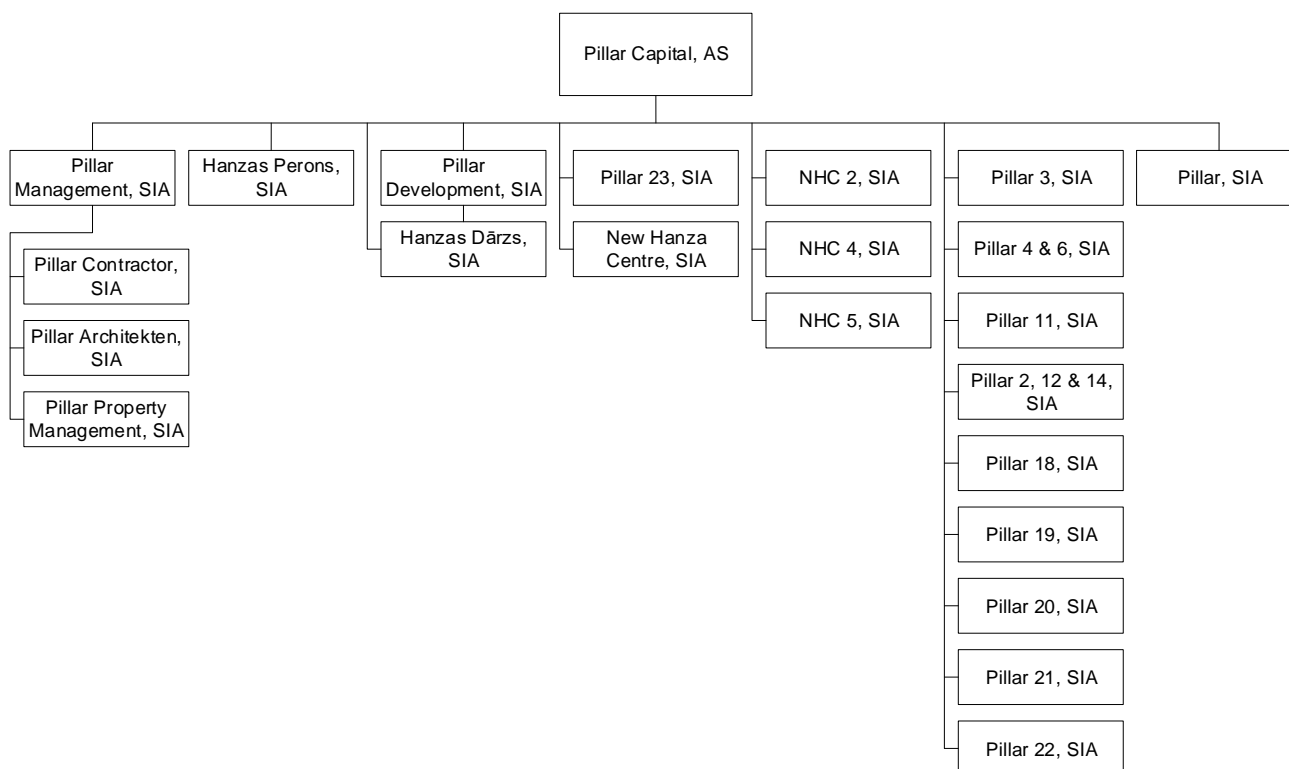 Pillar Capital, AS
Pillar
Management, SIA
Hanzas Perons,
SIA
Pillar
Development, SIA
Pillar 23, SIA
NHC 2, SIA
Pillar 3, SIA
Pillar, SIA
Hanzas Dārzs,
SIA
New Hanza
Centre, SIA
NHC 4, SIA
Pillar 4 & 6, SIA
Pillar Contractor,
SIA
NHC 5, SIA
Pillar 11, SIA
Pillar Architekten,
SIA
Pillar 2, 12 & 14,
SIA
Pillar Property
Management, SIA
Pillar 18, SIA
Pillar 19, SIA
Pillar 20, SIA
Pillar 21, SIA
Pillar 22, SIA